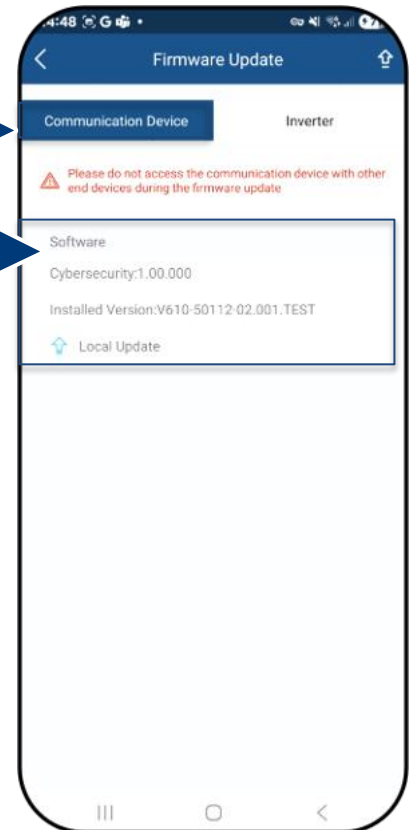 4:48 G
Firmware Update
Communication Device
Inverter
Please do not access the communication device with other
end devices during the firmware update
Software
Cybersecurity:1.00.000
Installed Version:V610-50112-02.001.TEST
Local Update